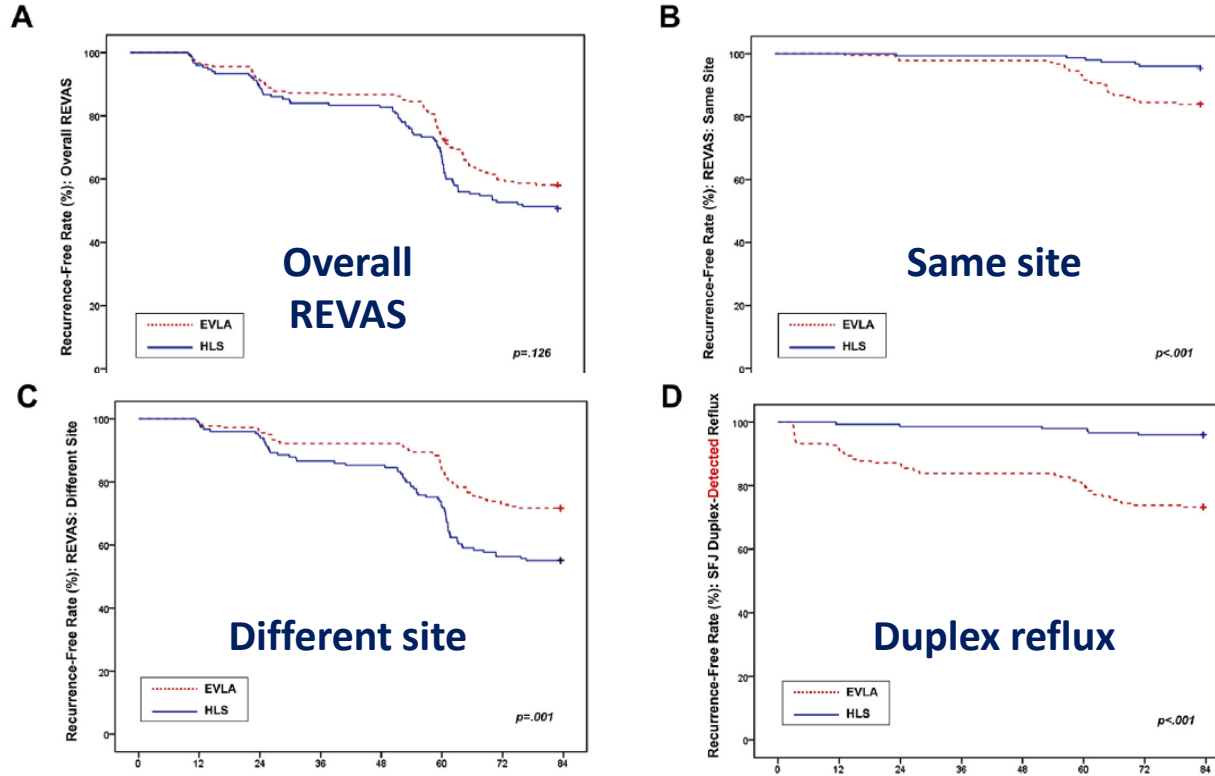 A
Recurrence-Free Rate (%): Overall REVAS
100
80
60
40
20
0
Overall
REVAS
EVLA
HLS
p=.126
B
Recurrence-Free Rate (%): REVAS: Same Site
100
80
60
40
20
0
Same site
EVLA
HLS
p<.001
C
Recurrence-Free Rate (%): REVAS: Different Site
100
80
60
40
20
0
Different site
EVLA
HLS
p=.001
0 12 24 36 48 60 72 84
D
Recurrence-Free Rate (%): SFJ Duplex-Detected Reflux
100
80
60
40
20
0
Duplex reflux
EVLA
HLS
p<.001
0 12 24 36 48 60 72 84